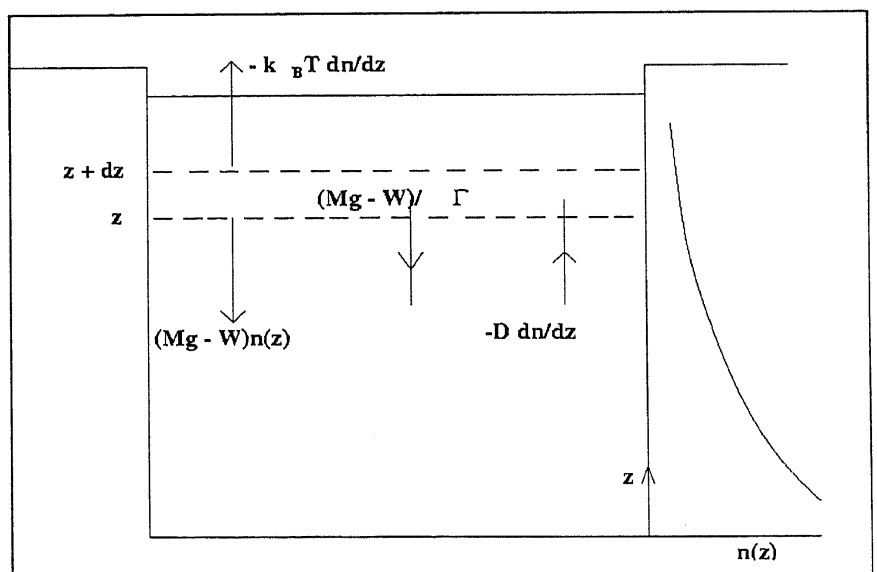 - k BT dn/dz
z + dz
(Mg - W)/ Γ
z
(Mg - W)n(z)
-D dn/dz
z
n(z)